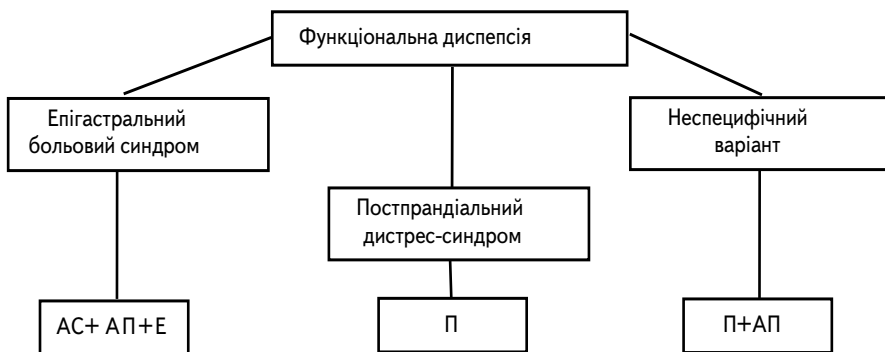 Функціональна диспепсія
Епігастральний
больовий синдром
Неспецифічний
варіант
Постпрандіальний
дистрес-синдром
АС+ АП+Е
П
П+АП